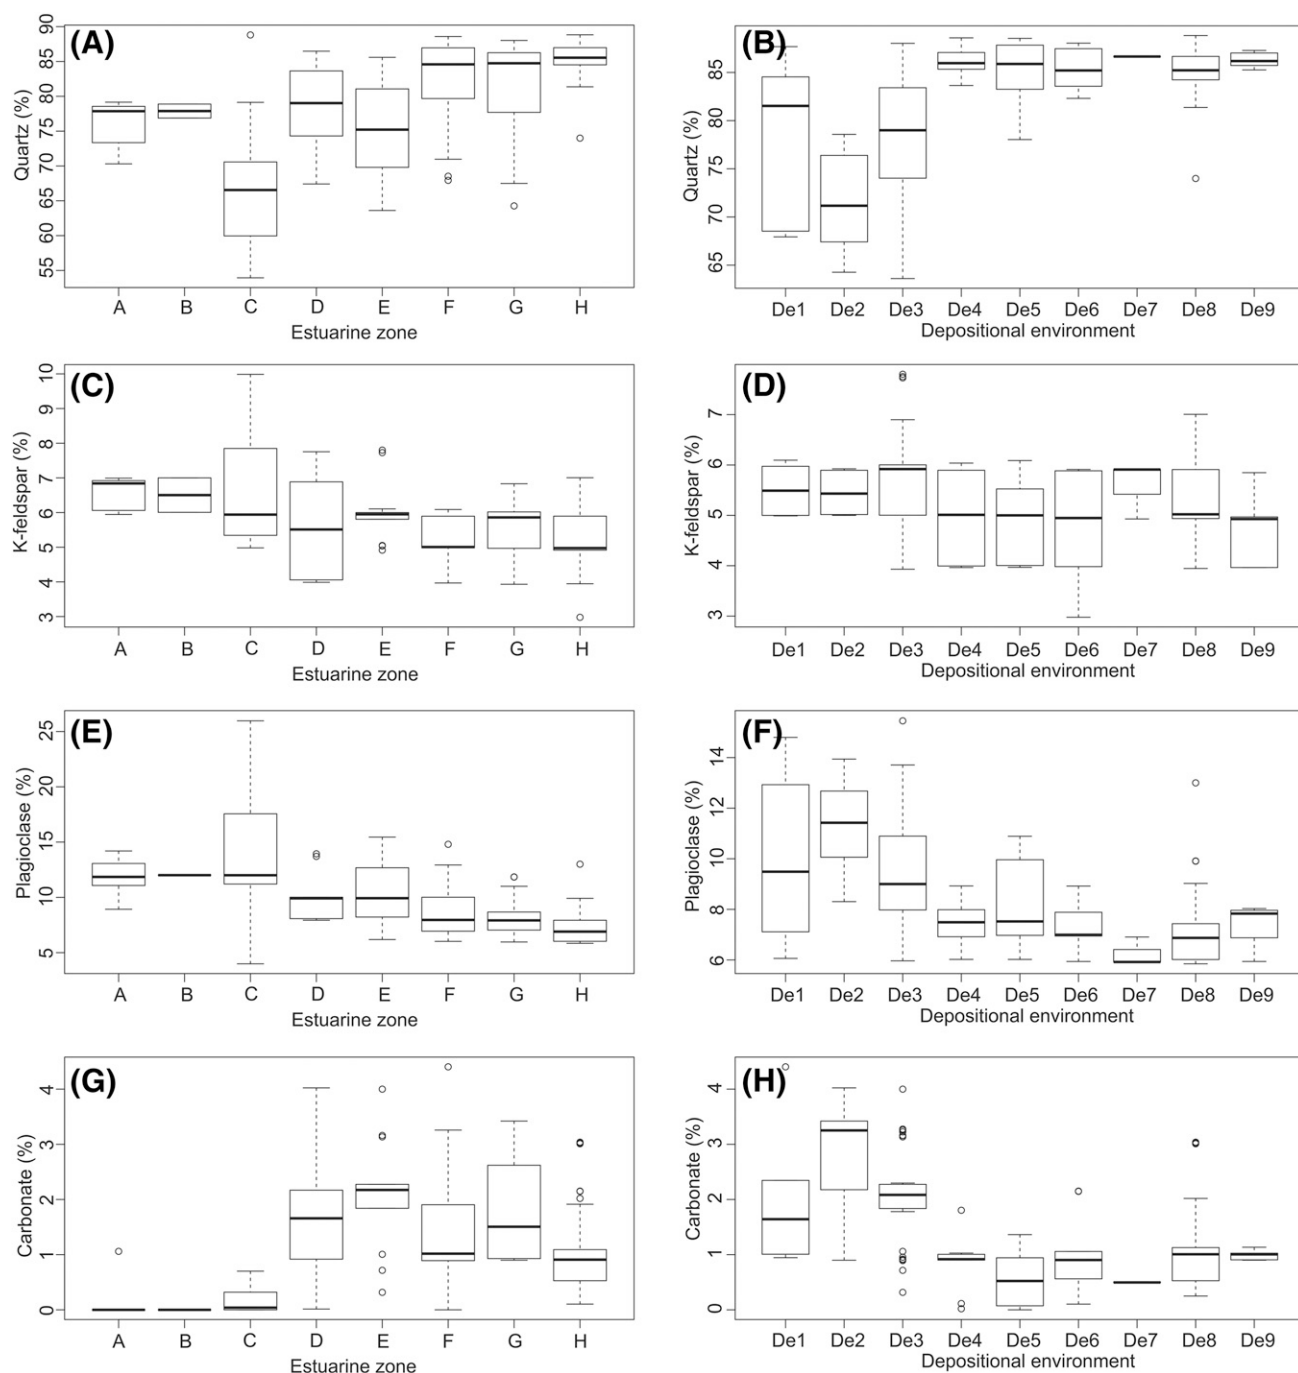 (A)
Quartz (%)
90
85
80
75
70
65
60
55
A B C D E F G H
Estuarine zone
(B)
Quartz (%)
85
80
75
70
65
De1 De2 De3 De4 De5 De6 De7 De8 De9
Depositional environment
(C)
K-feldspar (%)
10
9
8
7
6
5
4
3
A B C D E F G H
Estuarine zone
(D)
K-feldspar (%)
7
6
5
4
3
De1 De2 De3 De4 De5 De6 De7 De8 De9
Depositional environment
(E)
Plagioclase (%)
25
20
15
10
5
A B C D E F G H
Estuarine zone
(F)
Plagioclase (%)
14
12
10
8
6
De1 De2 De3 De4 De5 De6 De7 De8 De9
Depositional environment
(G)
Carbonate (%)
4
3
2
1
0
A B C D E F G H
Estuarine zone
(H)
Carbonate (%)
4
3
2
1
0
De1 De2 De3 De4 De5 De6 De7 De8 De9
Depositional environment